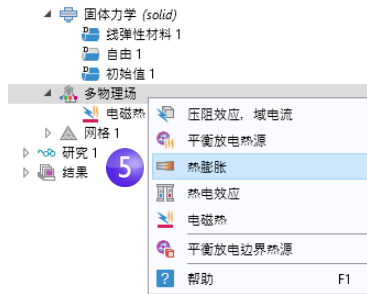 固体力学 (solid)
线弹性材料 1
自由 1
初始值 1
多物理场
电磁热
网格 1
研究 1
结果
5
压阻效应，域电流
平衡放电热源
热膨胀
热电效应
电磁热
平衡放电边界热源
帮助 F1